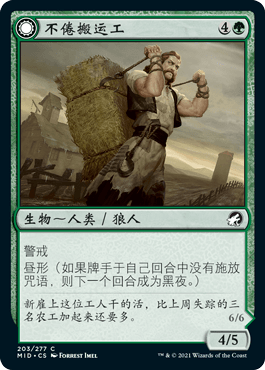 不倦搬运工 4
生物～人类／狼人
警戒
昼形（如果牌手于自己回合中没有施放
咒语，则下一个回合成为黑夜。）
新雇上这位工人干的活，比上周失踪的三
名农工加起来还要多。
6/6
4/5
203/277 C
MID • CS FORREST IMEL
™ & © 2021 Wizards of the Coast